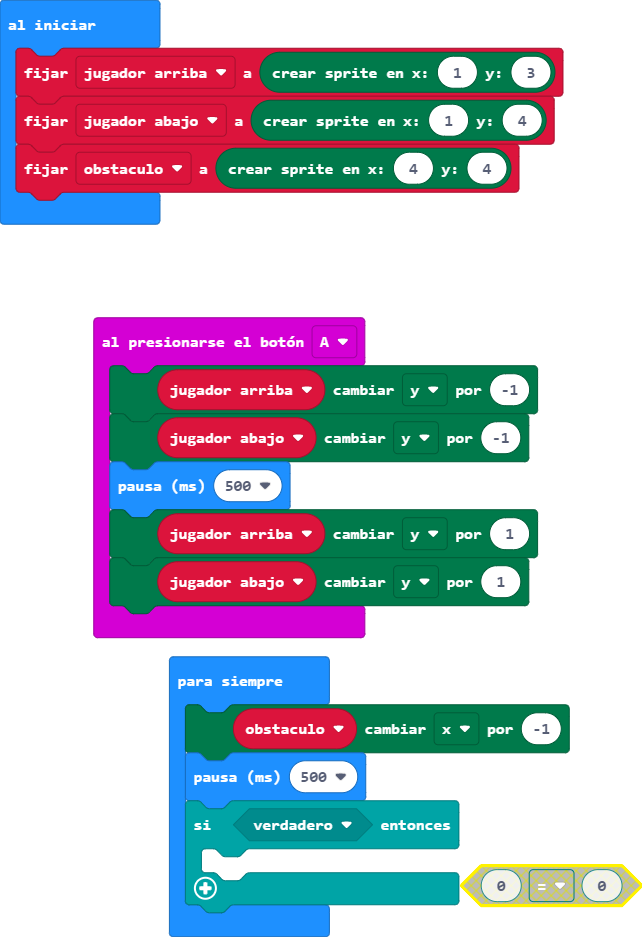 al iniciar
fijar jugador arriba a crear sprite en x: 1 y: 3
fijar jugador abajo a crear sprite en x: 1 y: 4
fijar obstaculo a crear sprite en x: 4 y: 4
al presionarse el botón A
jugador arriba cambiar y por -1
jugador abajo cambiar y por -1
pausa (ms) 500
jugador arriba cambiar y por 1
jugador abajo cambiar y por 1
para siempre
obstaculo cambiar x por -1
pausa (ms) 500
si verdadero entonces
0 = 0